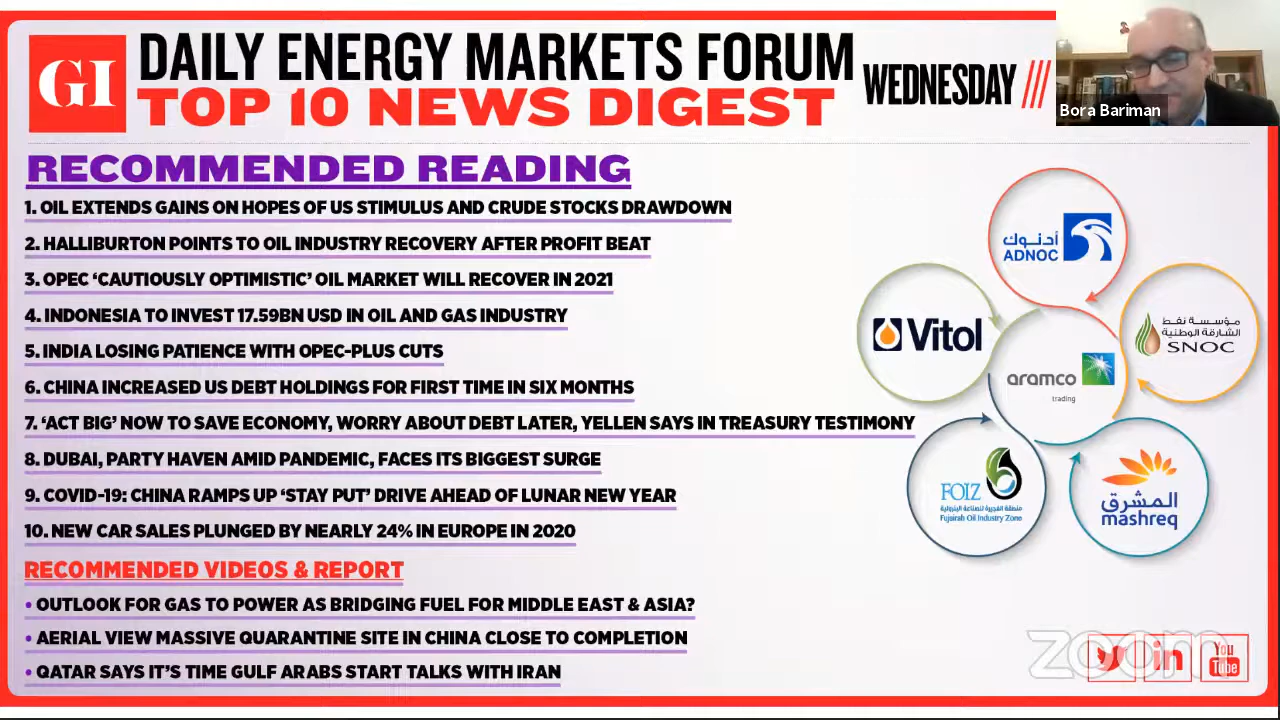 GI
DAILY ENERGY MARKETS FORUM
TOP 10 NEWS DIGEST
WEDNESDAY
Bora Bariman
RECOMMENDED READING
1. OIL EXTENDS GAINS ON HOPES OF US STIMULUS AND CRUDE STOCKS DRAWDOWN
2. HALLIBURTON POINTS TO OIL INDUSTRY RECOVERY AFTER PROFIT BEAT
3. OPEC ‘CAUTIOUSLY OPTIMISTIC’ OIL MARKET WILL RECOVER IN 2021
4. INDONESIA TO INVEST 17.59BN USD IN OIL AND GAS INDUSTRY
5. INDIA LOSING PATIENCE WITH OPEC-PLUS CUTS
6. CHINA INCREASED US DEBT HOLDINGS FOR FIRST TIME IN SIX MONTHS
7. ‘ACT BIG’ NOW TO SAVE ECONOMY, WORRY ABOUT DEBT LATER, YELLEN SAYS IN TREASURY TESTIMONY
8. DUBAI, PARTY HAVEN AMID PANDEMIC, FACES ITS BIGGEST SURGE
9. COVID-19: CHINA RAMPS UP ‘STAY PUT’ DRIVE AHEAD OF LUNAR NEW YEAR
10. NEW CAR SALES PLUNGED BY NEARLY 24% IN EUROPE IN 2020
RECOMMENDED VIDEOS & REPORT
• OUTLOOK FOR GAS TO POWER AS BRIDGING FUEL FOR MIDDLE EAST & ASIA?
• AERIAL VIEW MASSIVE QUARANTINE SITE IN CHINA CLOSE TO COMPLETION
• QATAR SAYS IT’S TIME GULF ARABS START TALKS WITH IRAN
أدنوك
ADNOC
Vitol
مؤسسة نفط
الشارقة الوطنية
SNOC
aramco
trading
FOIZ
منطقة الفجيرة للصناعة البترولية
Fujairah Oil Industry Zone
المشرق
mashreq
zoom
in
You
Tube